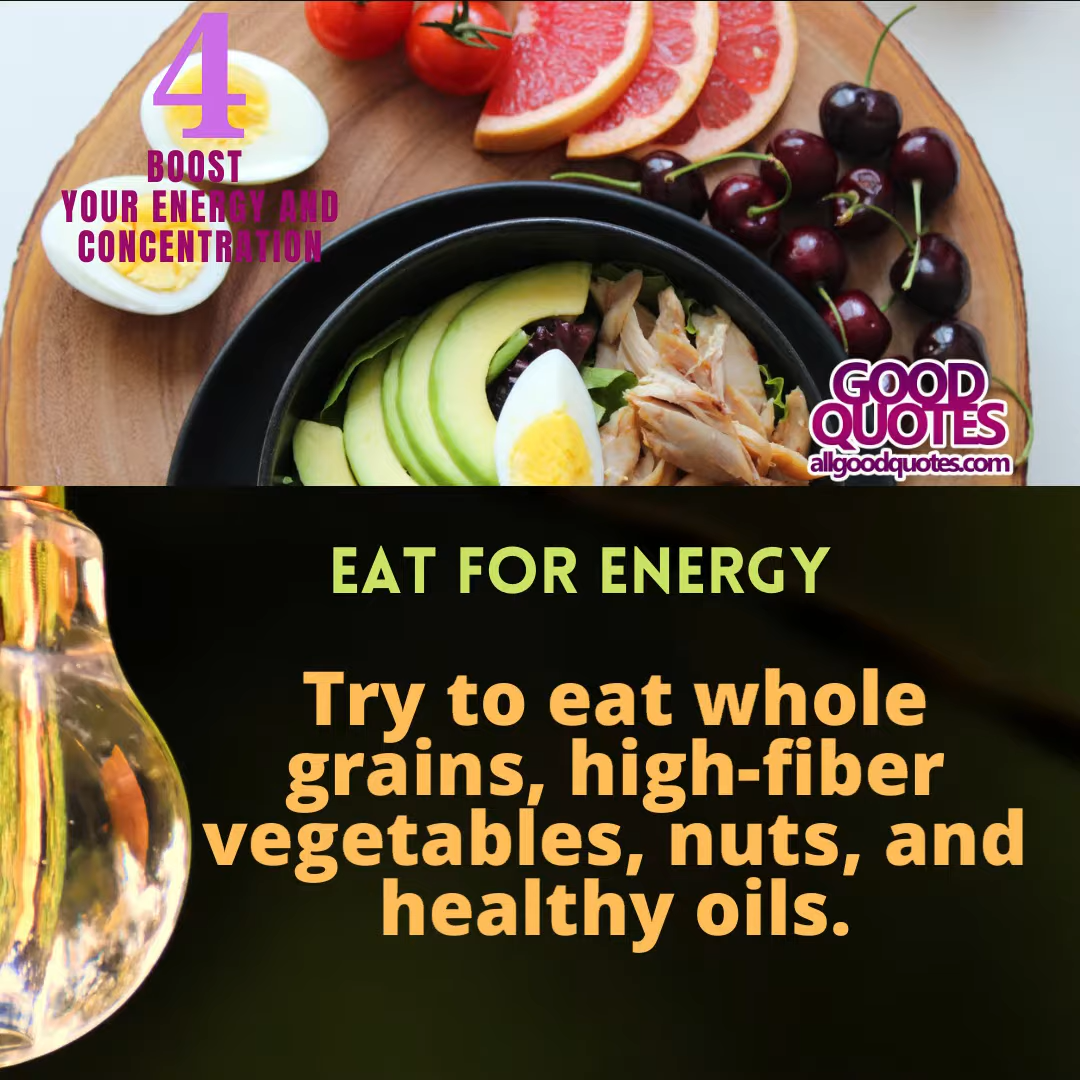 4
BOOST
YOUR ENERGY AND
CONCENTRATION
GOOD
QUOTES
allgoodquotes.com
EAT FOR ENERGY
Try to eat whole
grains, high-fiber
vegetables, nuts, and
healthy oils.